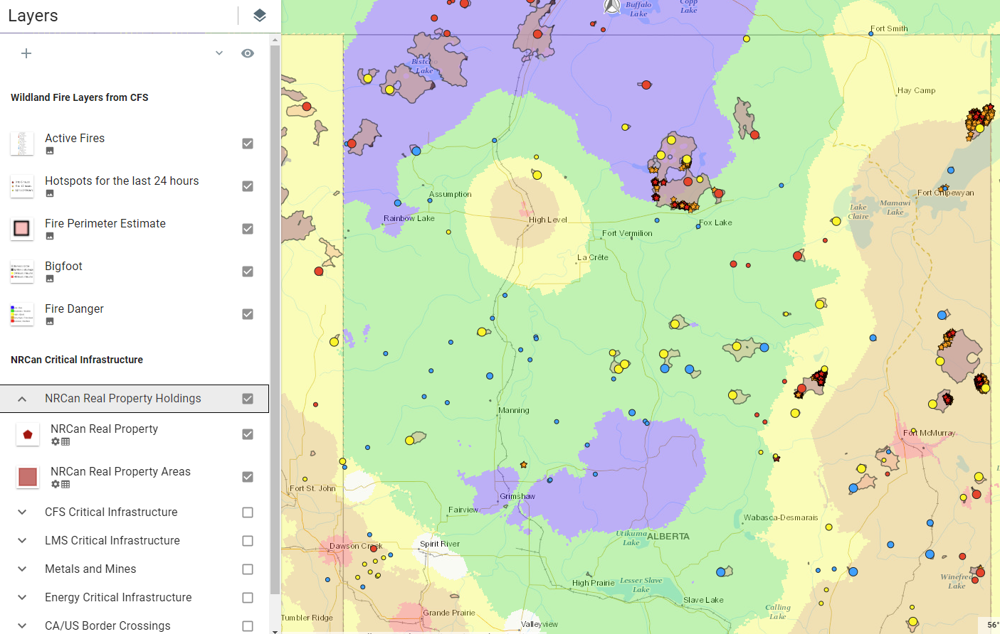 Layers
Wildland Fire Layers from CFS
Active Fires
Hotspots for the last 24 hours
Fire Perimeter Estimate
Bigfoot
Fire Danger
NRCan Critical Infrastructure
NRCan Real Property Holdings
NRCan Real Property
NRCan Real Property Areas
CFS Critical Infrastructure
LMS Critical Infrastructure
Metals and Mines
Energy Critical Infrastructure
CA/US Border Crossings
Buffalo
Lake
Copp
Lake
Fort Smith
Bistcho
Lake
Hay Camp
Assumption
Rainbow Lake
High Level
Fort Vermilion
Fox Lake
La Crête
Fort Chipewyan
Lake
Claire
Mamawi
Lake
Manning
Fort McMurray
Fort St. John
Grimshaw
Fairview
Wabasca-Desmarais
Utikuma
Lake
ALBERTA
Dawson Creek
Spirit River
High Prairie
Lesser Slave
Lake
Slave Lake
Winefred
Lake
Calling
Lake
Tumbler Ridge
Grande Prairie
Valleyview
56°